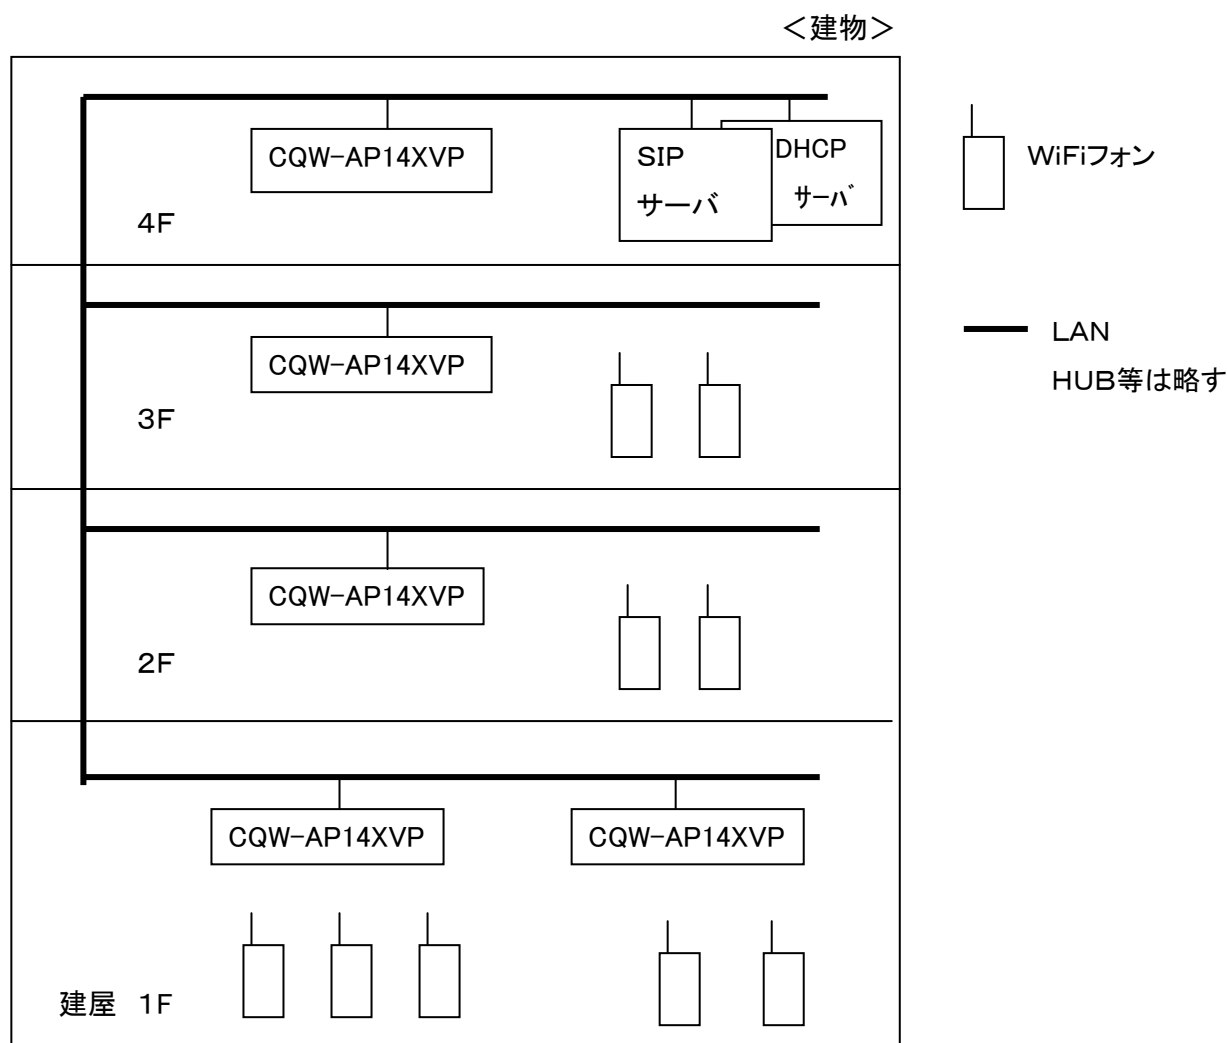 ＜建物＞
CQW-AP14XVP
SIP
サーバ
DHCP
ｻｰﾊﾞ
4F
WiFiフォン
CQW-AP14XVP
3F
LAN
HUB等は略す
CQW-AP14XVP
2F
CQW-AP14XVP
CQW-AP14XVP
建屋 1F